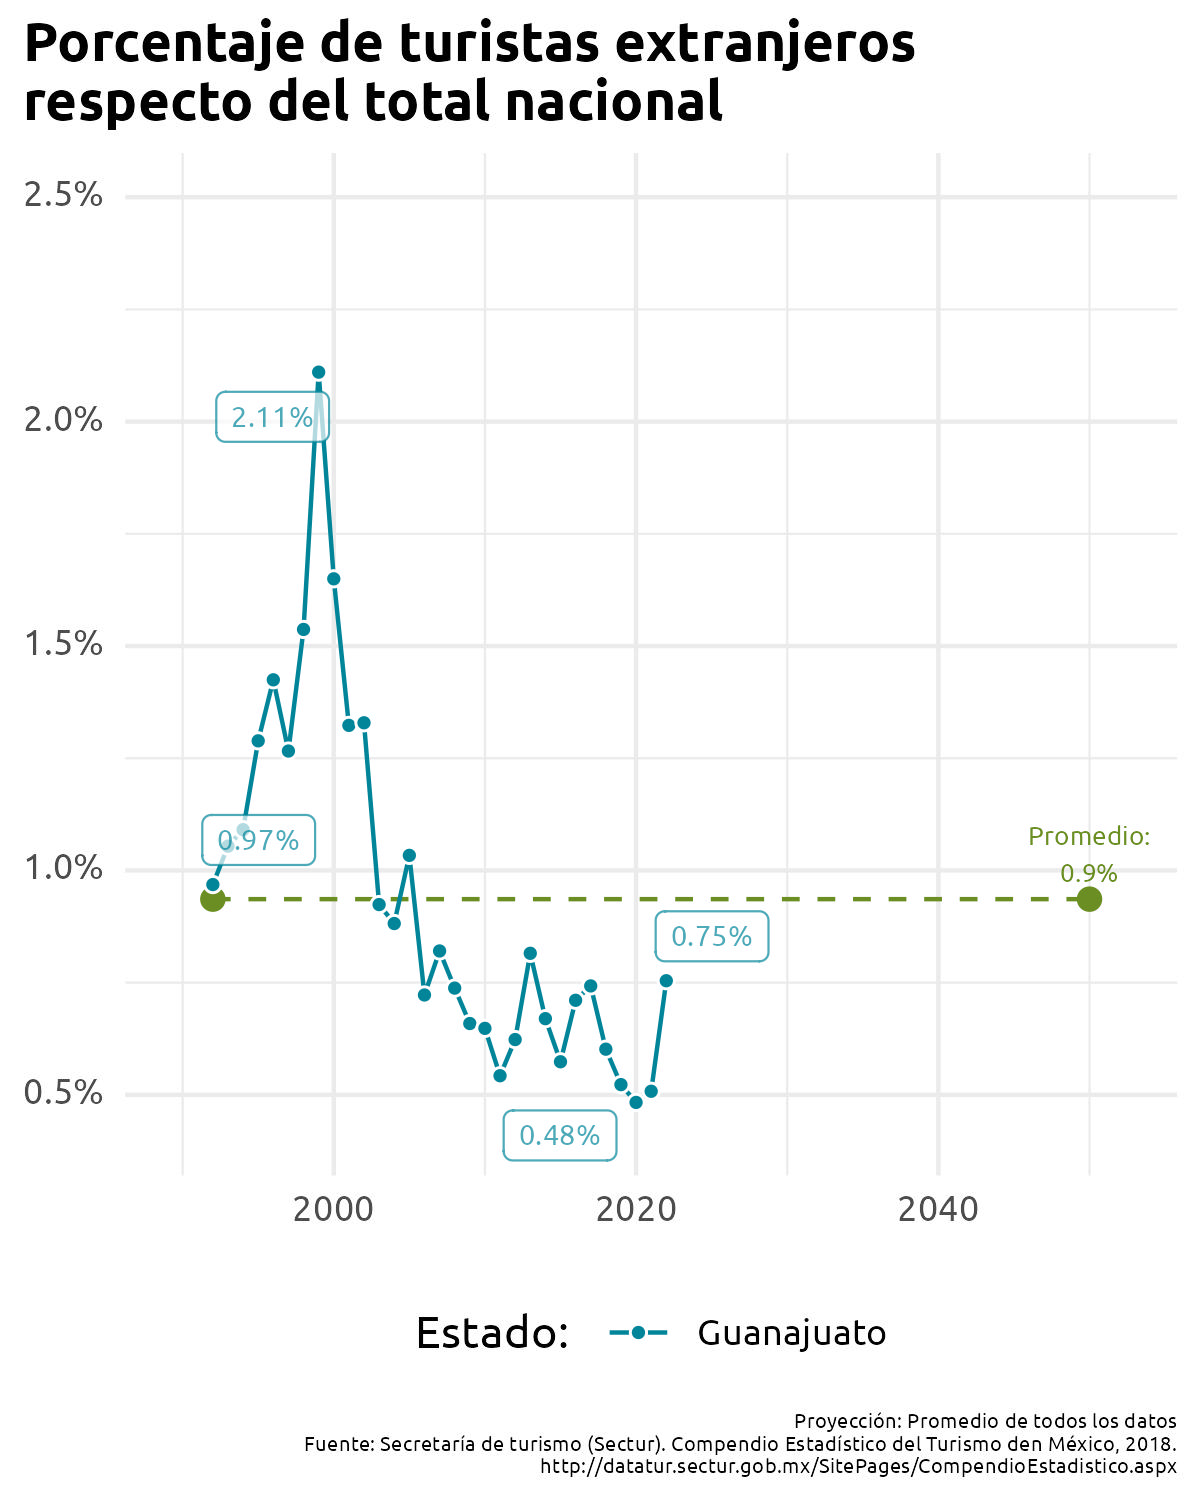 Porcentaje de turistas extranjeros
respecto del total nacional
2.5%
2.0%
1.5%
1.0%
0.5%
2.11%
0.97%
Promedio:
0.9%
0.75%
0.48%
2000
2020
2040
Estado:
Guanajuato
Proyección: Promedio de todos los datos
Fuente: Secretaría de turismo (Sectur). Compendio Estadístico del Turismo den México, 2018.
http://datatur.sectur.gob.mx/SitePages/CompendioEstadistico.aspx